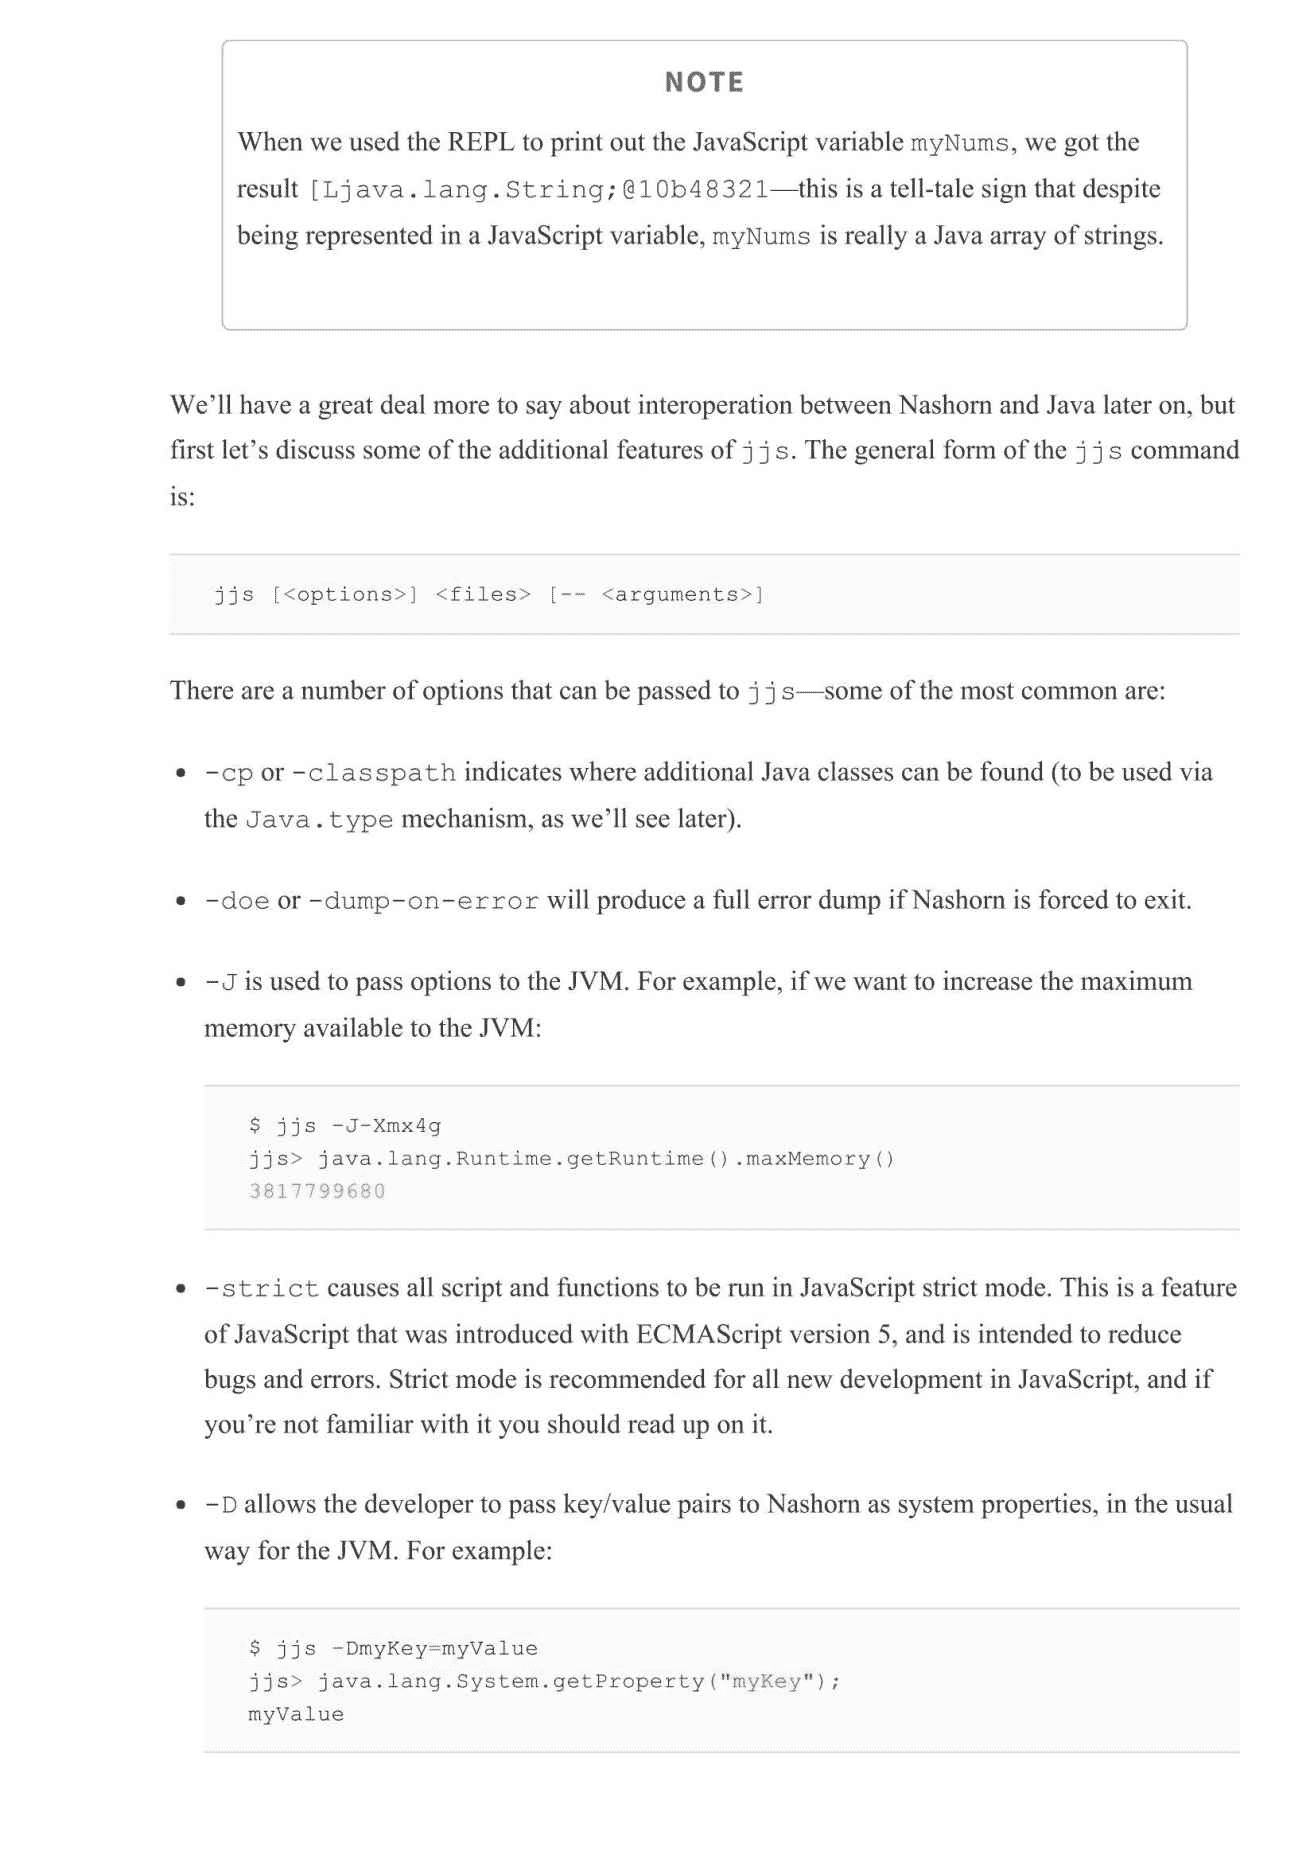 NOTE
When we used the REPL to print out the JavaScript variable myNums, we got the
result [Ljava.lang.String;@10b48321—this is a tell-tale sign that despite
being represented in a JavaScript variable, myNums is really a Java array of strings.
We’ll have a great deal more to say about interoperation between Nashorn and Java later on, but
first let’s discuss some of the additional features of jjs. The general form of the jjs command
is:
jjs [<options>] <files> [-- <arguments>]
There are a number of options that can be passed to jjs—some of the most common are:
• -cp or -classpath indicates where additional Java classes can be found (to be used via
the Java.type mechanism, as we’ll see later).
• -doe or -dump-on-error will produce a full error dump if Nashorn is forced to exit.
• -J is used to pass options to the JVM. For example, if we want to increase the maximum
memory available to the JVM:
$ jjs -J-Xmx4g
jjs> java.lang.Runtime.getRuntime().maxMemory()
3817799680
• -strict causes all script and functions to be run in JavaScript strict mode. This is a feature
of JavaScript that was introduced with ECMAScript version 5, and is intended to reduce
bugs and errors. Strict mode is recommended for all new development in JavaScript, and if
you’re not familiar with it you should read up on it.
• -D allows the developer to pass key/value pairs to Nashorn as system properties, in the usual
way for the JVM. For example:
$ jjs -DmyKey=myValue
jjs> java.lang.System.getProperty("myKey");
myValue